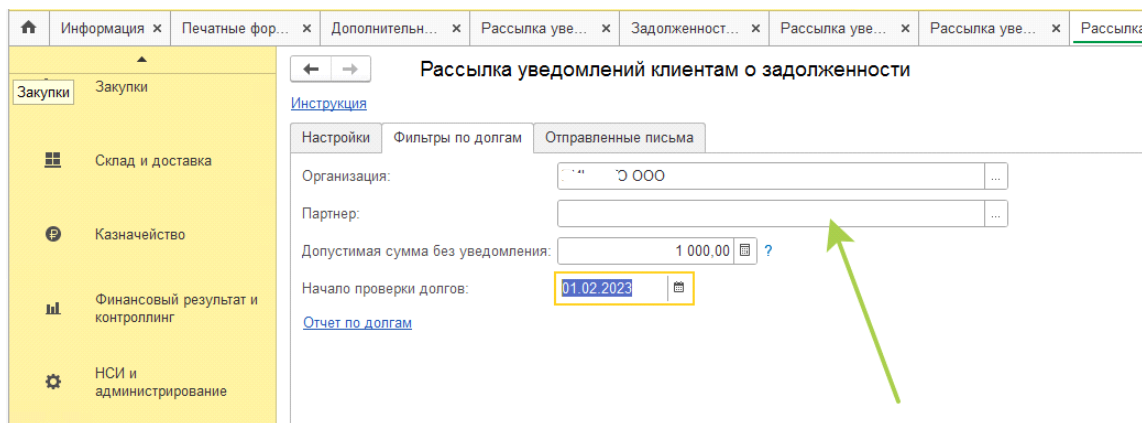 Информация × Печатные фор... × Дополнительн... × Рассылка уве... × Задолженност... × Рассылка уве... × Рассылка уве... × Рассылка
Закупки
Закупки
Склад и доставка
Казначейство
Финансовый результат и
контроллинг
НСИ и
администрирование
Рассылка уведомлений клиентам о задолженности
Инструкция
Настройки Фильтры по долгам Отправленные письма
Организация: ООО ...
Партнер: ...
Допустимая сумма без уведомления: 1 000,00 ?
Начало проверки долгов: 01.02.2023
Отчет по долгам